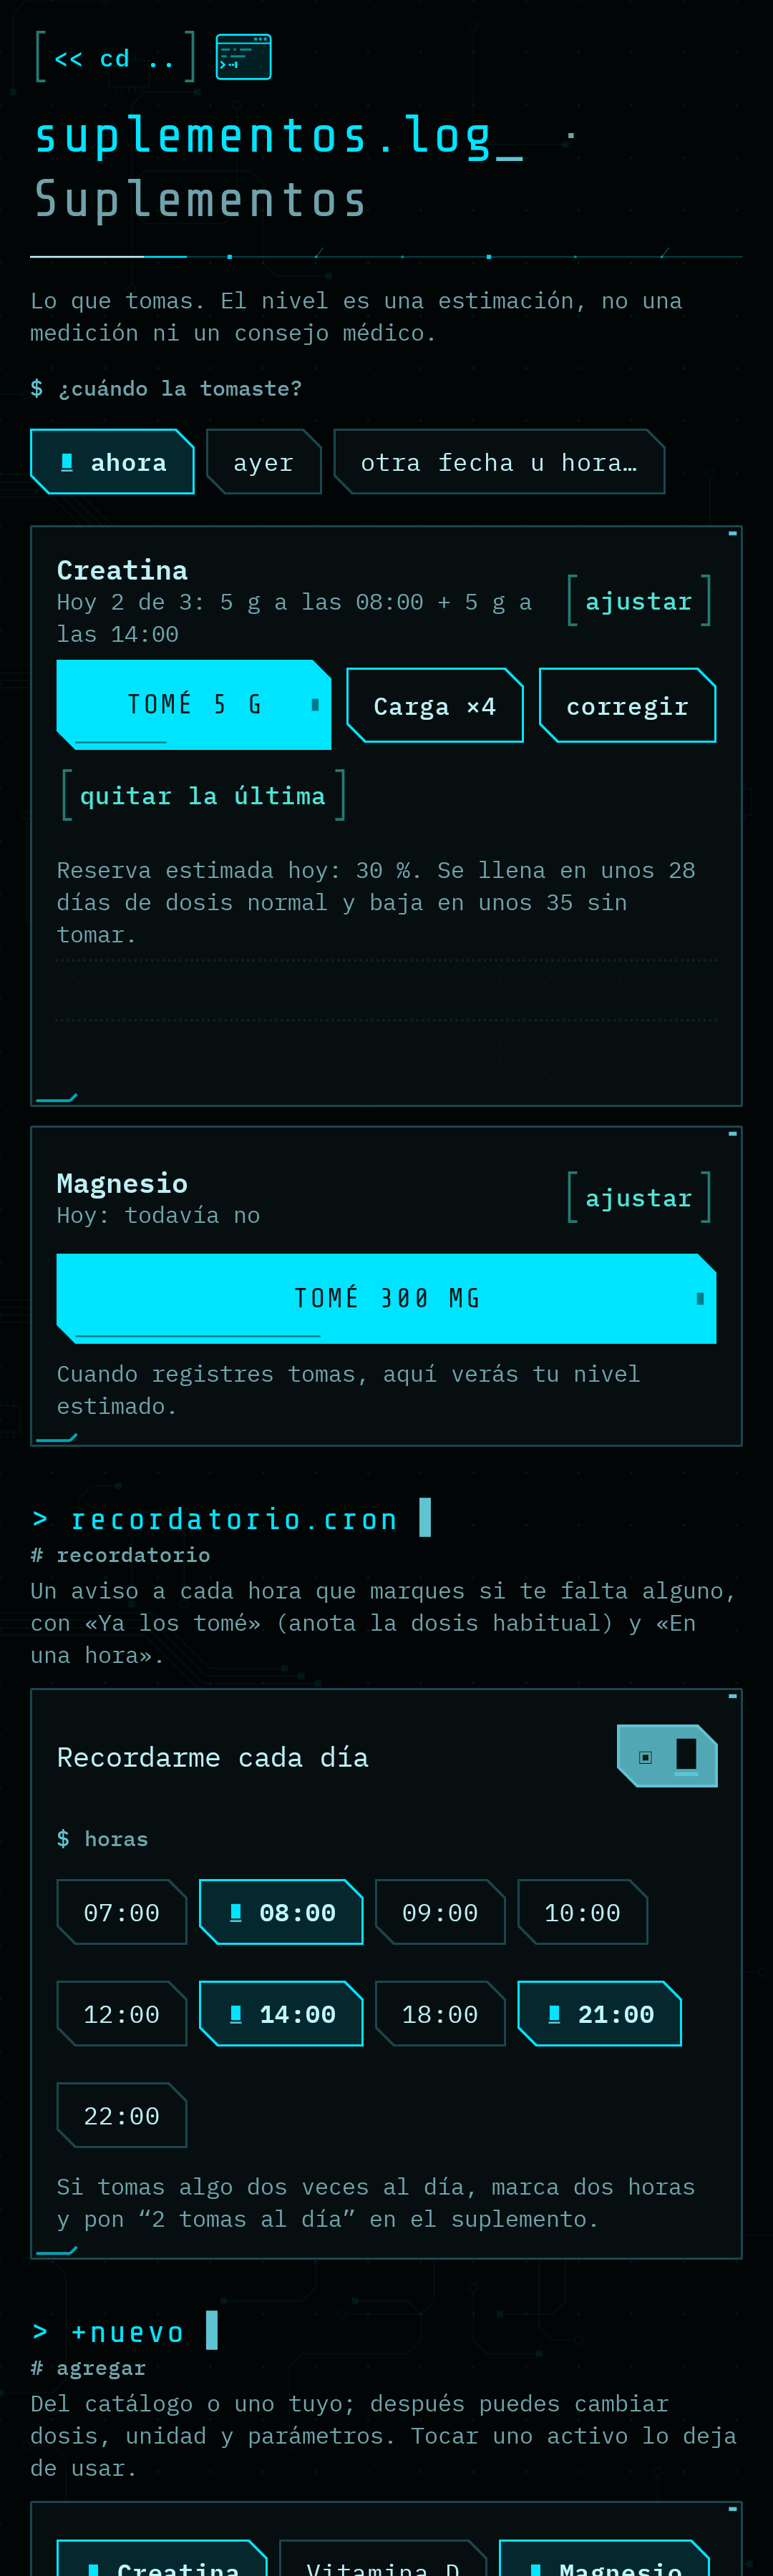 << cd ..
suplementos.log_ ·
Suplementos
Lo que tomas. El nivel es una estimación, no una
medición ni un consejo médico.
$ ¿cuándo la tomaste?
ahora
ayer
otra fecha u hora…
Creatina
Hoy 2 de 3: 5 g a las 08:00 + 5 g a
las 14:00
ajustar
TOMÉ 5 G
Carga ×4
corregir
quitar la última
Reserva estimada hoy: 30 %. Se llena en unos 28
días de dosis normal y baja en unos 35 sin
tomar.
Magnesio
Hoy: todavía no
ajustar
TOMÉ 300 MG
Cuando registres tomas, aquí verás tu nivel
estimado.
> recordatorio.cron
# recordatorio
Un aviso a cada hora que marques si te falta alguno,
con «Ya los tomé» (anota la dosis habitual) y «En
una hora».
Recordarme cada día
$ horas
07:00
08:00
09:00
10:00
12:00
14:00
18:00
21:00
22:00
Si tomas algo dos veces al día, marca dos horas
y pon “2 tomas al día” en el suplemento.
> +nuevo
# agregar
Del catálogo o uno tuyo; después puedes cambiar
dosis, unidad y parámetros. Tocar uno activo lo deja
de usar.
Creatina
Vitamina D
Magnesio